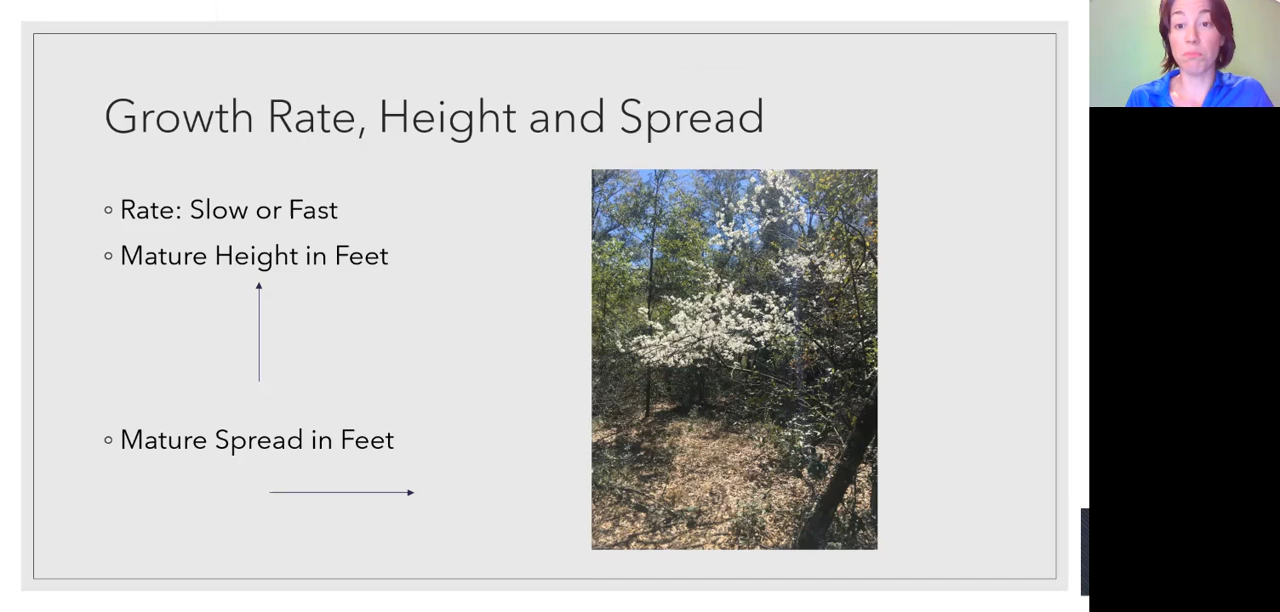 Growth Rate, Height and Spread
Rate: Slow or Fast
Mature Height in Feet
Mature Spread in Feet